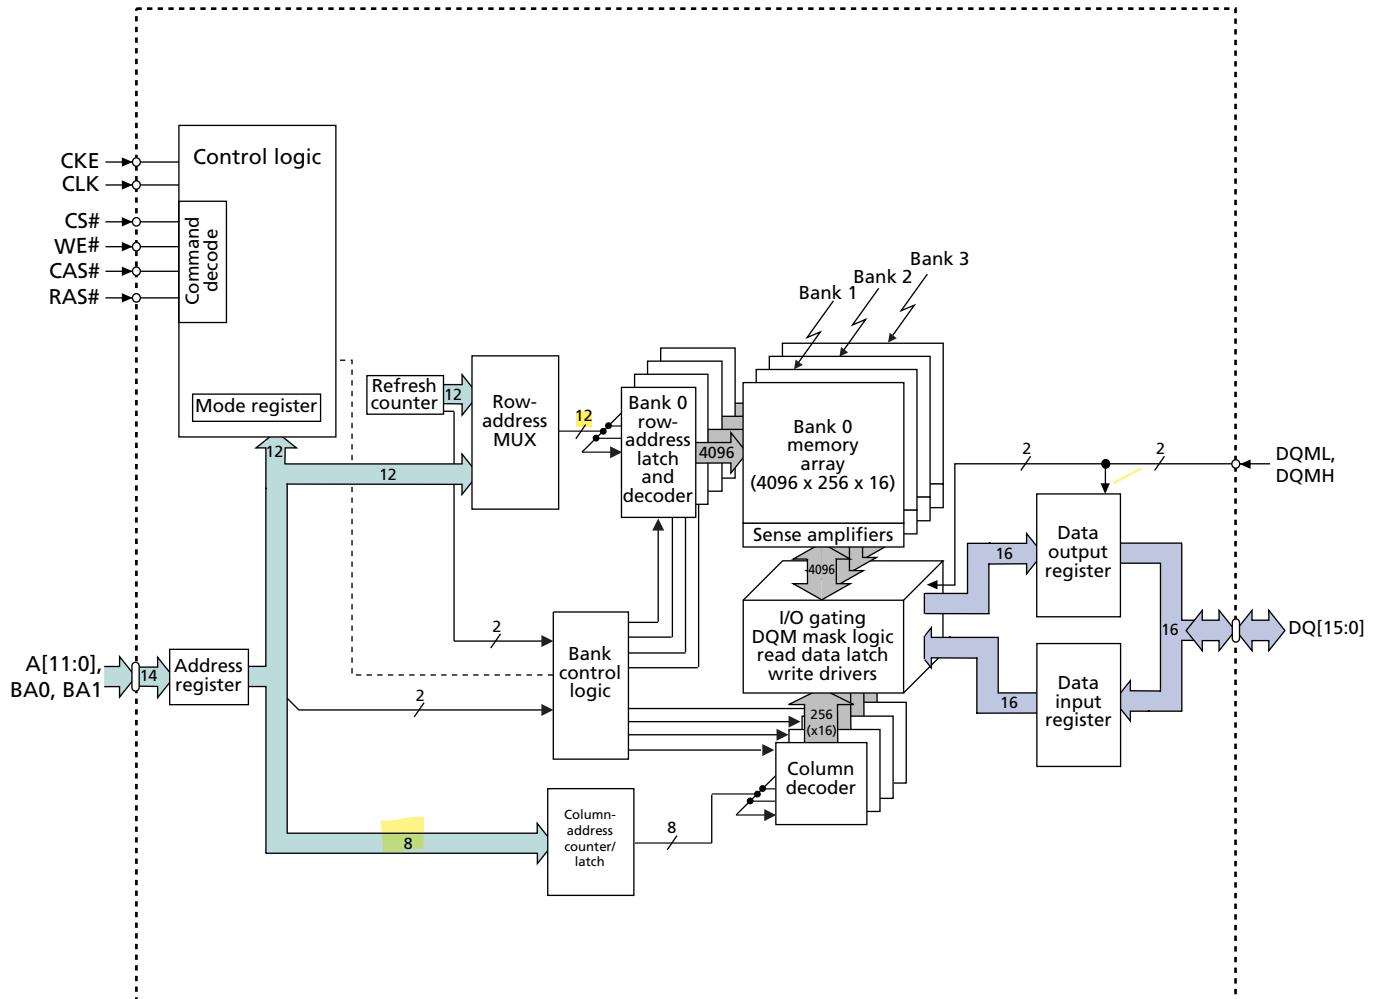 CKE
CLK
CS#
WE#
CAS#
RAS#
Control logic
Command
decode
Mode register
Refresh
counter
12
12
12
Row-
address
MUX
12
Bank 0
row-
address
latch
and
decoder
4096
Bank 1
Bank 2
Bank 3
Bank 0
memory
array
(4096 x 256 x 16)
Sense amplifiers
4096
I/O gating
DQM mask logic
read data latch
write drivers
256
(x16)
Column
decoder
2
2
DQML,
DQMH
Data
output
register
16
16
DQ[15:0]
Data
input
register
16
A[11:0],
BA0, BA1
14
Address
register
2
2
Bank
control
logic
8
Column-
address
counter/
latch
8